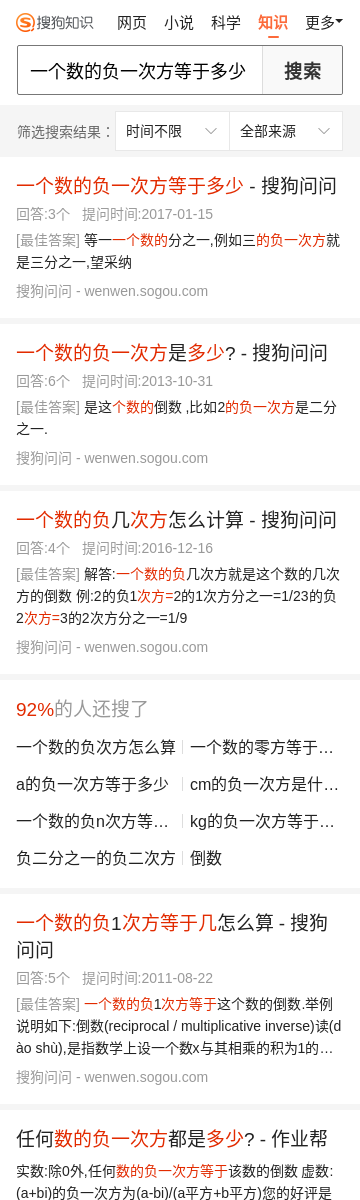 搜狗知识 网页 小说 科学 知识 更多
一个数的负一次方等于多少 搜索
筛选搜索结果： 时间不限 全部来源
一个数的负一次方等于多少 - 搜狗问问
回答:3个 提问时间:2017-01-15
[最佳答案] 等一一个数的分之一,例如三的负一次方就
是三分之一,望采纳
搜狗问问 - wenwen.sogou.com
一个数的负一次方是多少? - 搜狗问问
回答:6个 提问时间:2013-10-31
[最佳答案] 是这个数的倒数 ,比如2的负一次方是二分
之一.
搜狗问问 - wenwen.sogou.com
一个数的负几次方怎么计算 - 搜狗问问
回答:4个 提问时间:2016-12-16
[最佳答案] 解答:一个数的负几次方就是这个数的几次
方的倒数 例:2的负1次方=2的1次方分之一=1/23的负
2次方=3的2次方分之一=1/9
搜狗问问 - wenwen.sogou.com
92%的人还搜了
一个数的负次方怎么算 一个数的零方等于…
a的负一次方等于多少 cm的负一次方是什…
一个数的负n次方等… kg的负一次方等于…
负二分之一的负二次方 倒数
一个数的负1次方等于几怎么算 - 搜狗
问问
回答:5个 提问时间:2011-08-22
[最佳答案] 一个数的负1次方等于这个数的倒数.举例
说明如下:倒数(reciprocal / multiplicative inverse)读(d
ào shù),是指数学上设一个数x与其相乘的积为1的…
搜狗问问 - wenwen.sogou.com
任何数的负一次方都是多少? - 作业帮
实数:除0外,任何数的负一次方等于该数的倒数 虚数:
(a+bi)的负一次方为(a-bi)/(a平方+b平方)您的好评是